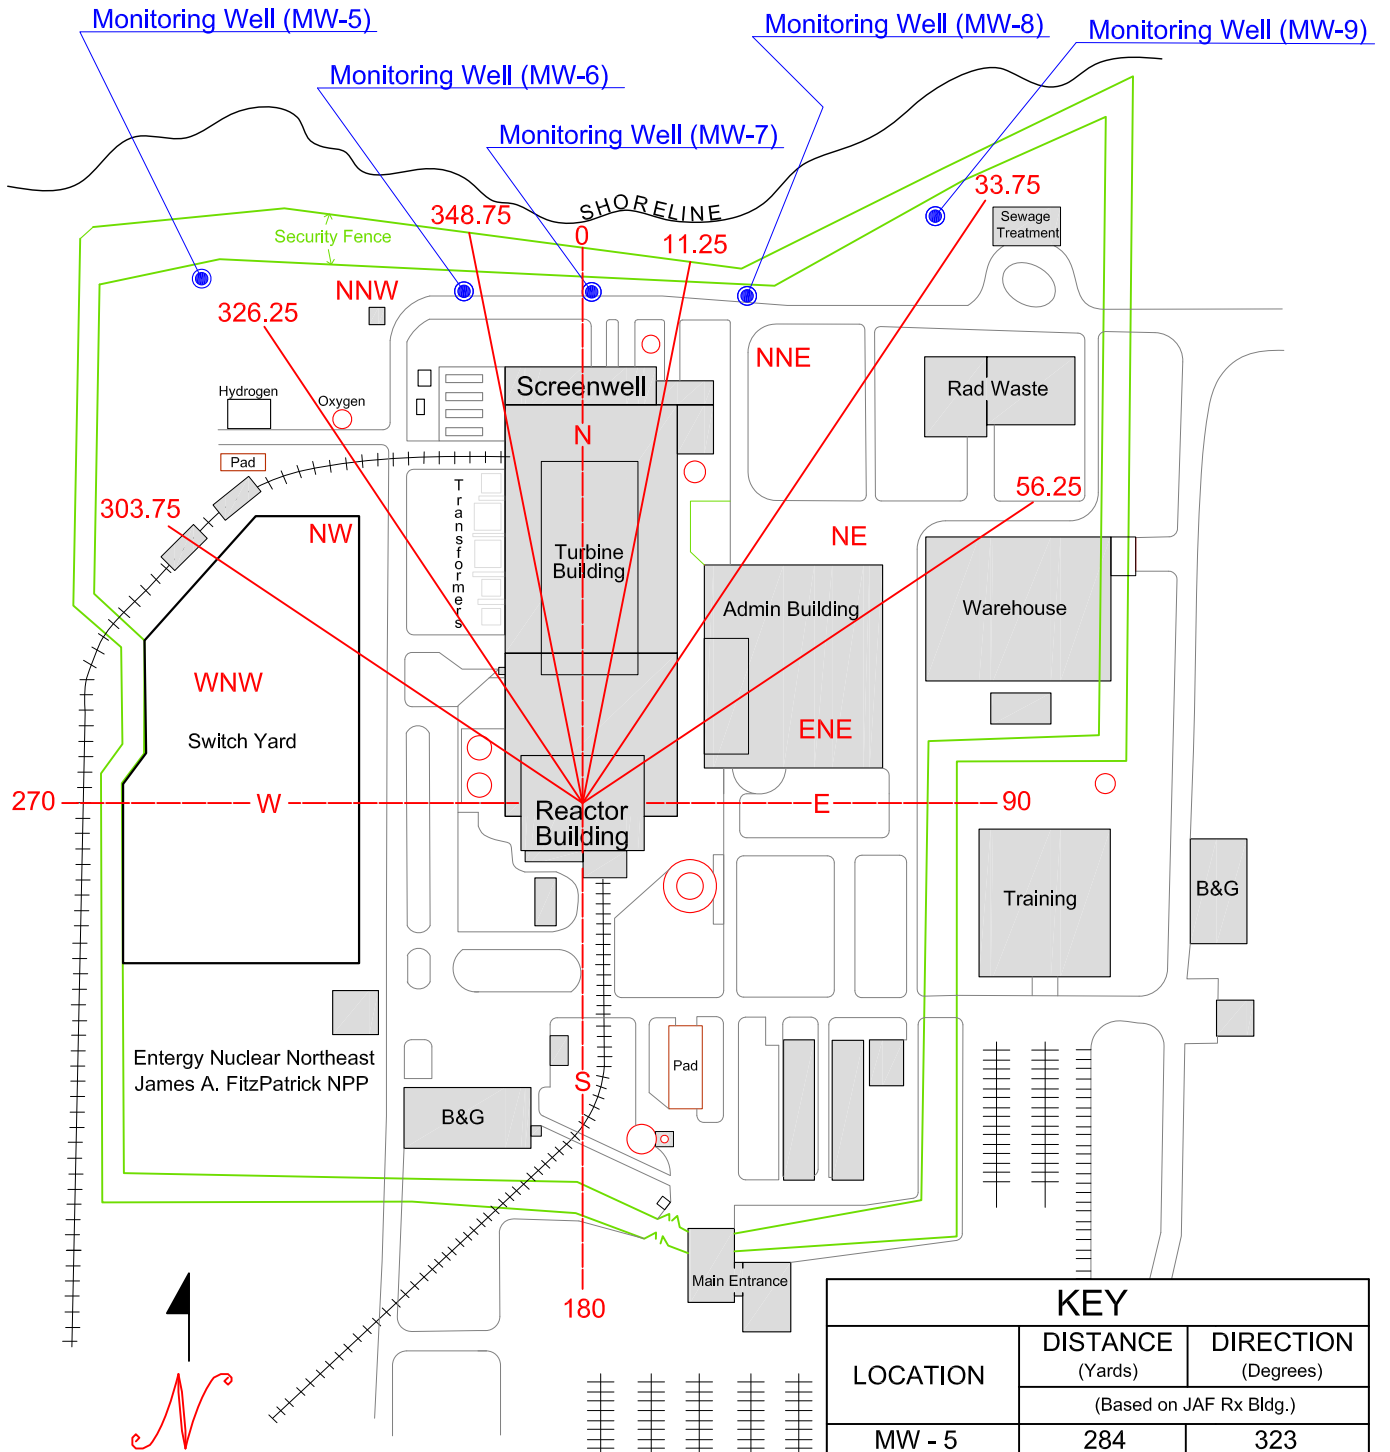 Monitoring Well (MW-5)
Monitoring Well (MW-8)
Monitoring Well (MW-9)
Monitoring Well (MW-6)
Monitoring Well (MW-7)
SHORELINE
33.75
348.75
0
11.25
Sewage
Treatment
Security Fence
NNW
326.25
NNE
Screenwell
Rad Waste
Hydrogen
Oxygen
N
Pad
Transformers
303.75
56.25
NW
NE
Turbine
Building
Admin Building
Warehouse
WNW
ENE
Switch Yard
270
W
E
90
Reactor
Building
Training
B&G
Entergy Nuclear Northeast
James A. FitzPatrick NPP
Pad
S
B&G
Main Entrance
180
N
KEY
LOCATION
DISTANCE
(Yards)
DIRECTION
(Degrees)
(Based on JAF Rx Bldg.)
MW - 5
284
323